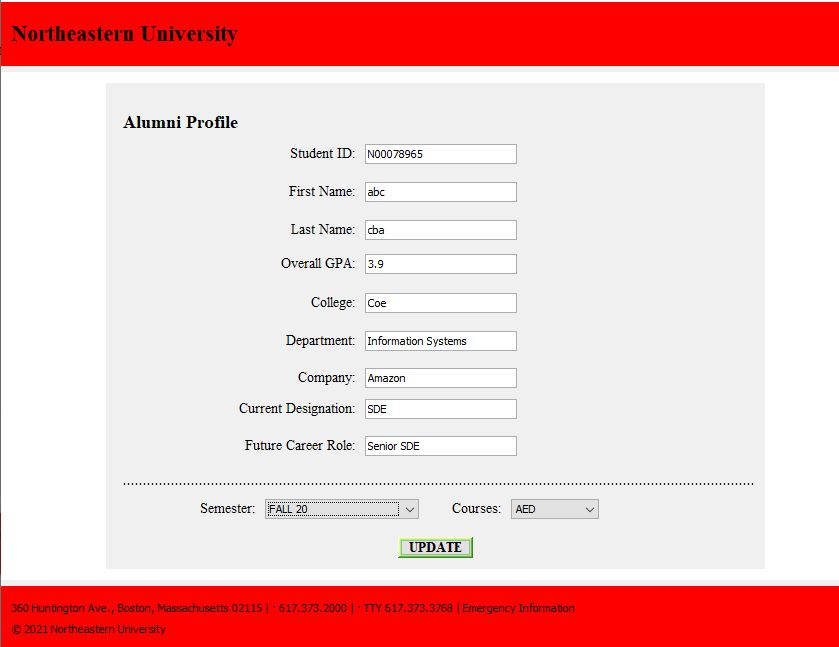 Northeastern University
Alumni Profile
Student ID: N00078965
First Name: abc
Last Name: cba
Overall GPA: 3.9
College: Coe
Department: Information Systems
Company: Amazon
Current Designation: SDE
Future Career Role: Senior SDE
Semester: FALL 20 Courses: AED
UPDATE
360 Huntington Ave., Boston, Massachusetts 02115 | · 617.373.2000 | · TTY 617.373.3768 | Emergency Information
© 2021 Northeastern University